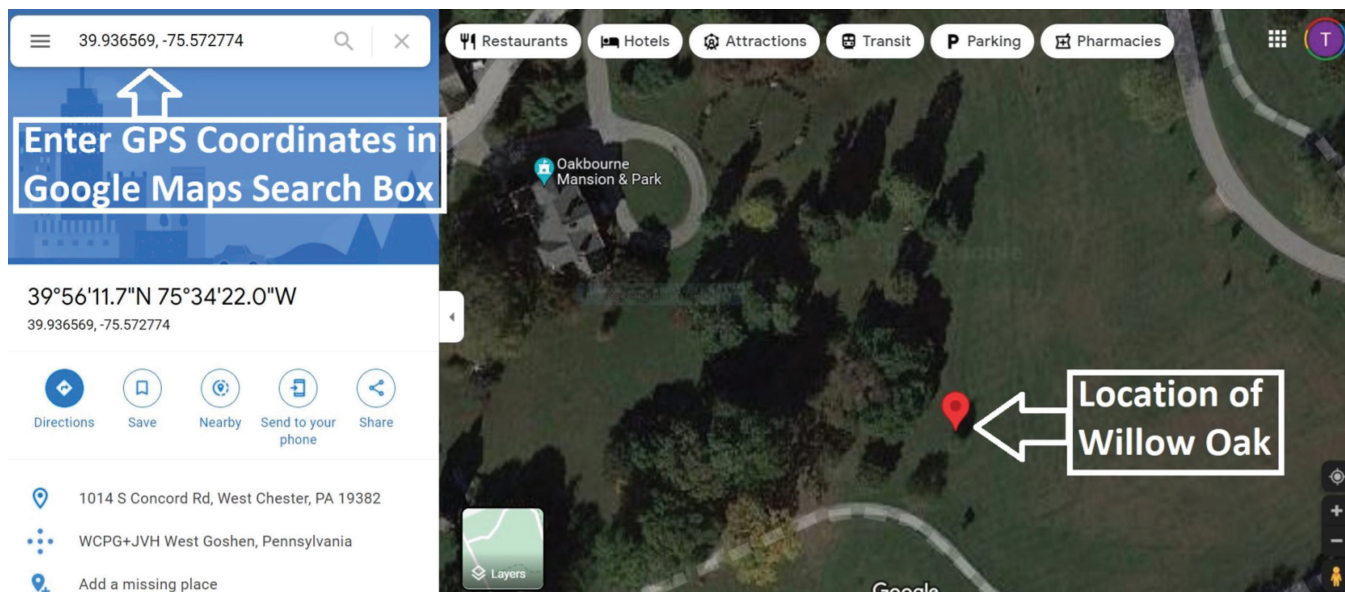 39.936569, -75.572774
Restaurants
Hotels
Attractions
Transit
P Parking
Pharmacies
T
Enter GPS Coordinates in
Google Maps Search Box
Oakbourne
Mansion & Park
39°56'11.7"N 75°34'22.0"W
39.936569, -75.572774
Directions
Save
Nearby
Send to your
phone
Share
Location of
Willow Oak
1014 S Concord Rd, West Chester, PA 19382
WCPG+JVH West Goshen, Pennsylvania
Add a missing place
Layers
Google